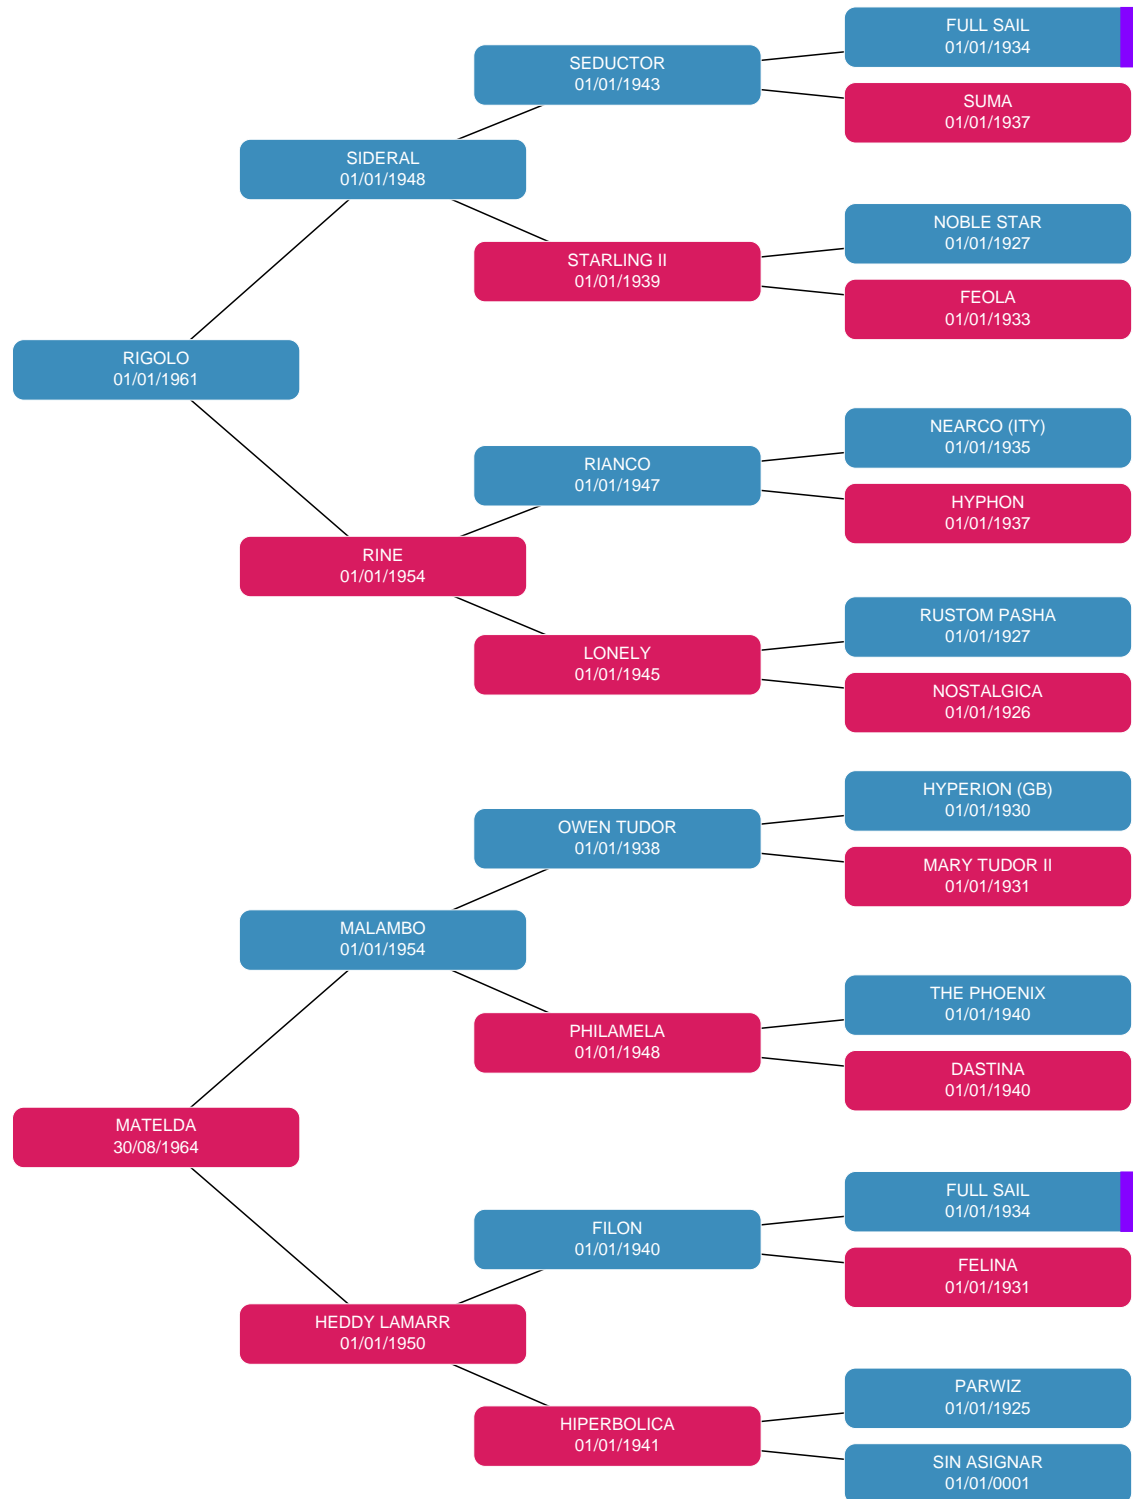 FULL SAIL
01/01/1934
SEDUCTOR
01/01/1943
SUMA
01/01/1937
SIDERAL
01/01/1948
NOBLE STAR
01/01/1927
STARLING II
01/01/1939
FEOLA
01/01/1933
RIGOLO
01/01/1961
NEARCO (ITY)
01/01/1935
RIANCO
01/01/1947
HYPHON
01/01/1937
RINE
01/01/1954
RUSTOM PASHA
01/01/1927
LONELY
01/01/1945
NOSTALGICA
01/01/1926
HYPERION (GB)
01/01/1930
OWEN TUDOR
01/01/1938
MARY TUDOR II
01/01/1931
MALAMBO
01/01/1954
THE PHOENIX
01/01/1940
PHILAMELA
01/01/1948
DASTINA
01/01/1940
MATELDA
30/08/1964
FULL SAIL
01/01/1934
FILON
01/01/1940
FELINA
01/01/1931
HEDDY LAMARR
01/01/1950
PARWIZ
01/01/1925
HIPERBOLICA
01/01/1941
SIN ASIGNAR
01/01/0001